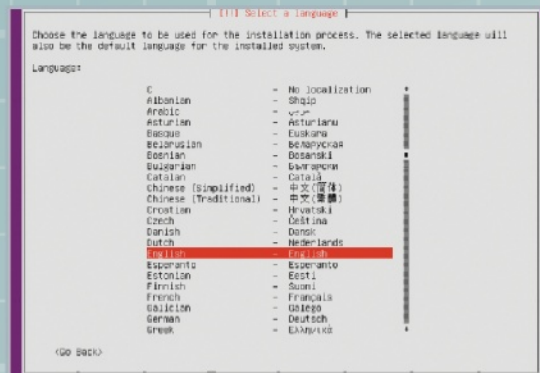 [!!] Select a language
Choose the language to be used for the installation process. The selected language will
also be the default language for the installed system.
Language:
C - No localization
Albanian - Shqip
Arabic - عربي
Asturian - Asturianu
Basque - Euskara
Belarusian - Беларуская
Bosnian - Bosanski
Bulgarian - Български
Catalan - Català
Chinese (Simplified) - 中文(简体)
Chinese (Traditional) - 中文(繁體)
Croatian - Hrvatski
Czech - Čeština
Danish - Dansk
Dutch - Nederlands
English - English
Esperanto - Esperanto
Estonian - Eesti
Finnish - Suomi
French - Français
Galician - Galego
German - Deutsch
Greek - Ελληνικά
<Go Back>